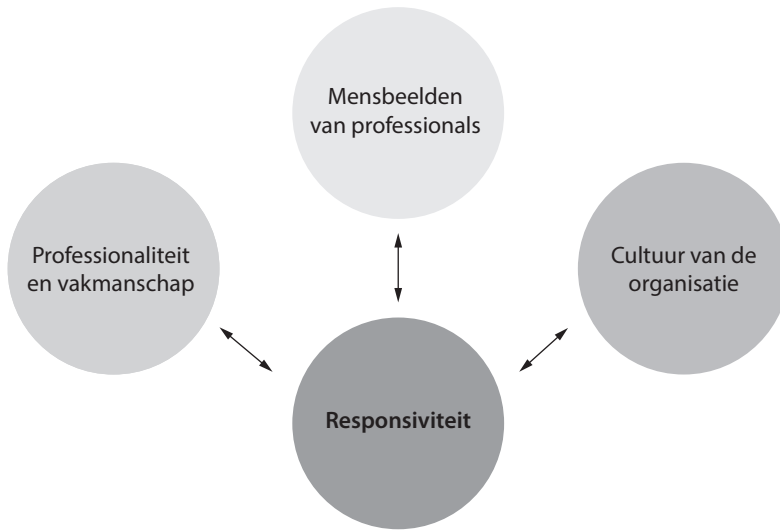 Mensbeelden
van professionals
Professionaliteit
en vakmanschap
Cultuur van de
organisatie
Responsiviteit